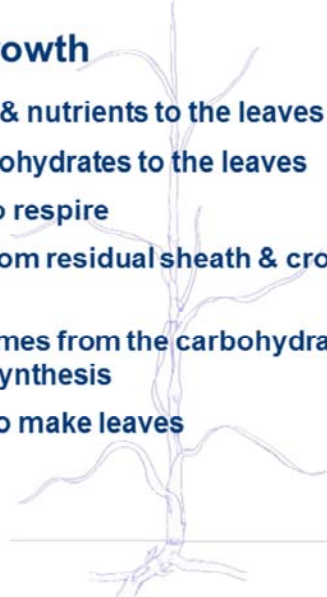 owth
& nutrients to the leaves
ohydrates to the leaves
o respire
om residual sheath & cro
mes from the carbohydra
synthesis
o make leaves